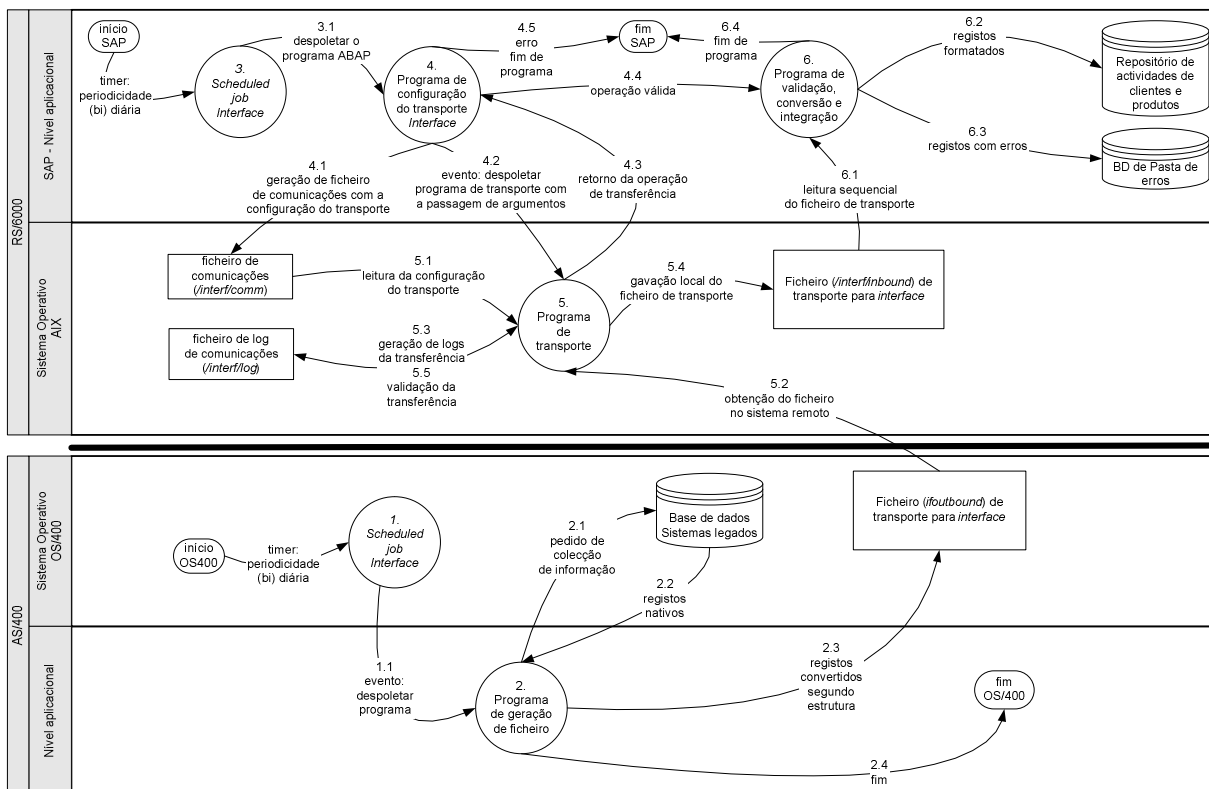 RS/6000
SAP - Nível aplicacional
início
SAP
timer:
periodicidade
(bi) diária
3.
Scheduled
job
Interface
3.1
despoletar o
programa ABAP
4.
Programa de
configuração
do transporte
Interface
4.5
erro
fim de
programa
fim
SAP
6.4
fim de
programa
4.4
operação válida
6.
Programa de
validação,
conversão e
integração
6.2
registos
formatados
Repositório de
actividades de
clientes e
produtos
6.3
registos com erros
BD de Pasta de
erros
4.1
geração de ficheiro
de comunicações com a
configuração do transporte
4.2
evento: despoletar
programa de transporte com
a passagem de argumentos
4.3
retorno da operação
de transferência
6.1
leitura sequencial
do ficheiro de transporte
Sistema Operativo
AIX
ficheiro de
comunicações
(/interf/comm)
5.1
leitura da configuração
do transporte
5.
Programa
de
transporte
5.4
gavação local do
ficheiro de transporte
Ficheiro (/interf/inbound) de
transporte para interface
ficheiro de log
de comunicações
(/interf/log)
5.3
geração de logs
da transferência
5.5
validação da
transferência
5.2
obtenção do ficheiro
no sistema remoto
AS/400
Sistema Operativo
OS/400
início
OS400
timer:
periodicidade
(bi) diária
1.
Scheduled
job
Interface
2.1
pedido de
colecção
de informação
Base de dados
Sistemas legados
2.2
registos
nativos
Ficheiro (ifoutbound) de
transporte para interface
Nível aplicacional
1.1
evento:
despoletar
programa
2.
Programa
de geração
de ficheiro
2.3
registos
convertidos
segundo
estrutura
fim
OS/400
2.4
fim